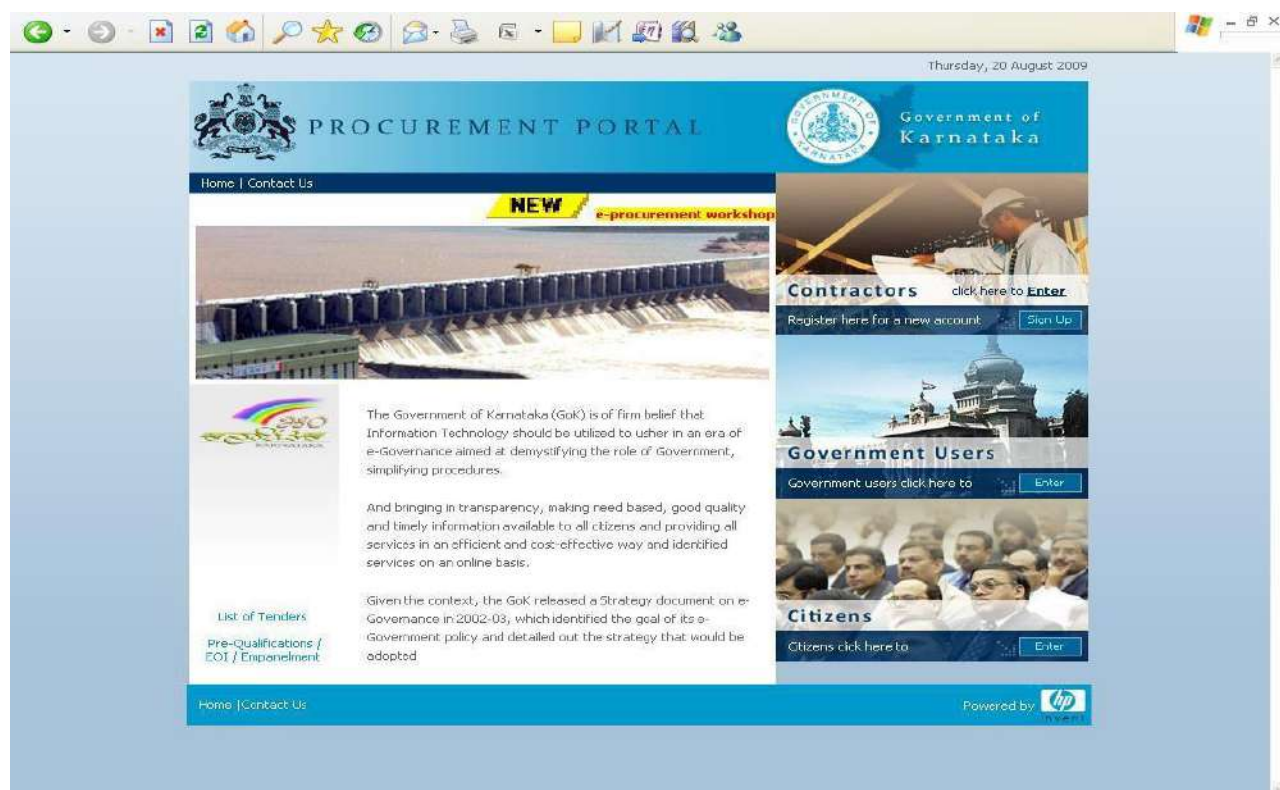 Thursday, 20 August 2009
PROCUREMENT PORTAL
GOVERNMENT OF
KARNATAKA
Government of
Karnataka
Home | Contact Us
NEW
e-procurement workshop
Contractors click here to Enter
Register here for a new account Sign Up
The Government of Karnataka (GoK) is of firm belief that
Information Technology should be utilized to usher in an era of
e-Governance aimed at demystifying the role of Government,
simplifying procedures.
And bringing in transparency, making need based, good quality
and timely information available to all citizens and providing all
services in an efficient and cost-effective way and identified
services on an online basis.
Given the context, the GoK released a Strategy document on e-
Governance in 2002-03, which identified the goal of its e-
Government policy and detailed out the strategy that would be
adopted
KARNATAKA
List of Tenders
Pre-Qualifications /
EOI / Empanelment
Government Users
Government users click here to Enter
Citizens
Citizens click here to Enter
Home |Contact Us
Powered by hp
invent